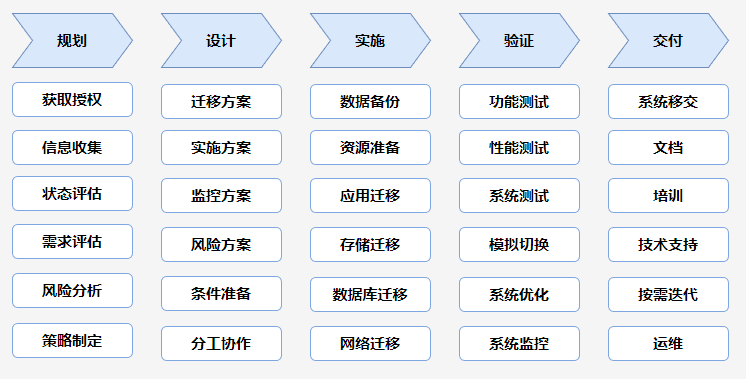 规划
设计
实施
验证
交付
获取授权
迁移方案
数据备份
功能测试
系统移交
信息收集
实施方案
资源准备
性能测试
文档
状态评估
监控方案
应用迁移
系统测试
培训
需求评估
风险方案
存储迁移
模拟切换
技术支持
风险分析
条件准备
数据库迁移
系统优化
按需迭代
策略制定
分工协作
网络迁移
系统监控
运维